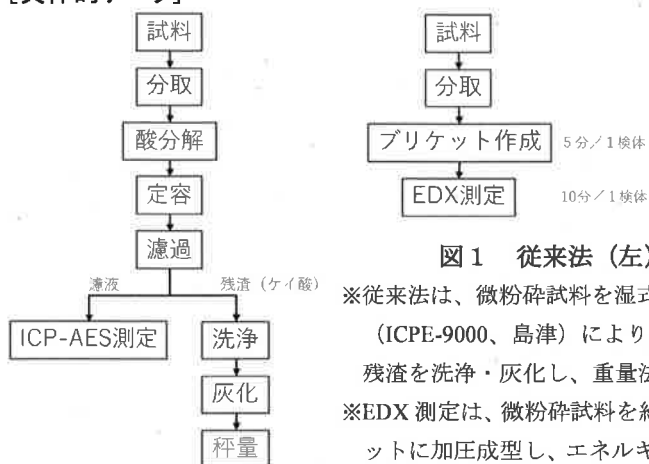 試料
分取
酸分解
定容
濾過
濾液
残渣（ケイ酸）
ICP-AES測定
洗浄
灰化
秤量
試料
分取
ブリケット作成
5分／1検体
EDX測定
10分／1検体
図1 従来法（左）
※従来法は、微粉砕試料を湿式
（ICPE-9000、島津）により
残渣を洗浄・灰化し、重量法
※EDX 測定は、微粉砕試料を
ットに加圧成型し、エネルギ